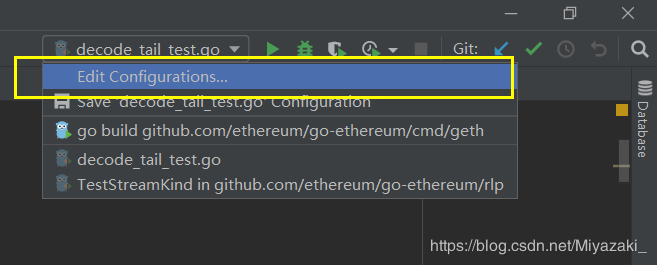 decode_tail_test.go
Git:
Edit Configurations...
Save 'decode_tail_test.go' Configuration
go build github.com/ethereum/go-ethereum/cmd/geth
decode_tail_test.go
TestStreamKind in github.com/ethereum/go-ethereum/rlp
Database
https://blog.csdn.net/Miyazaki_